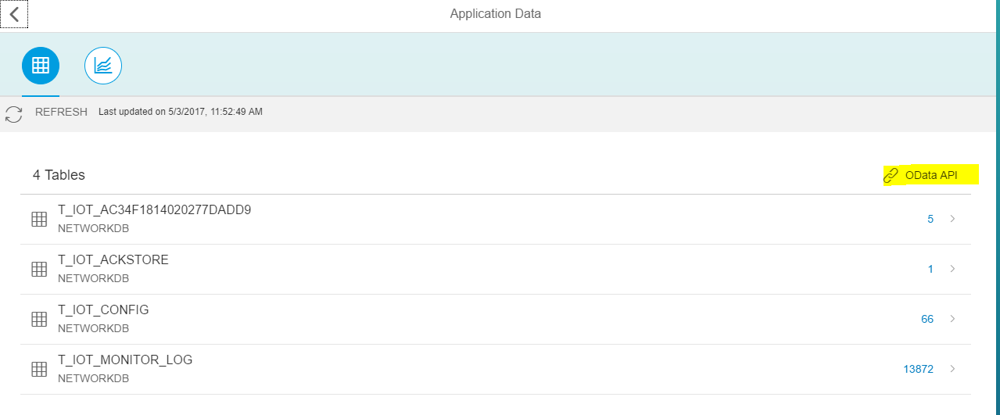 Application Data
REFRESH Last updated on 5/3/2017, 11:52:49 AM
4 Tables OData API
T_IOT_AC34F1814020277DADD9
NETWORKDB 5
T_IOT_ACKSTORE
NETWORKDB 1
T_IOT_CONFIG
NETWORKDB 66
T_IOT_MONITOR_LOG
NETWORKDB 13872